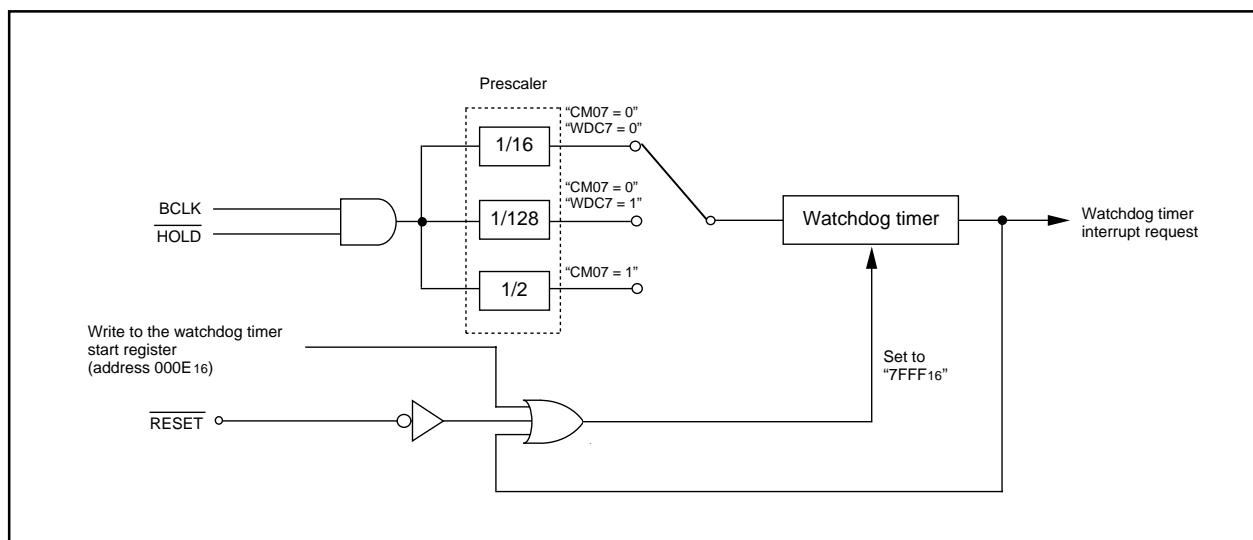 Prescaler
“CM07 = 0”
“WDC7 = 0”
1/16
BCLK
HOLD
“CM07 = 0”
“WDC7 = 1”
1/128
Watchdog timer
Watchdog timer
interrupt request
“CM07 = 1”
1/2
Write to the watchdog timer
start register
(address 000E16)
Set to
“7FFF16”
RESET